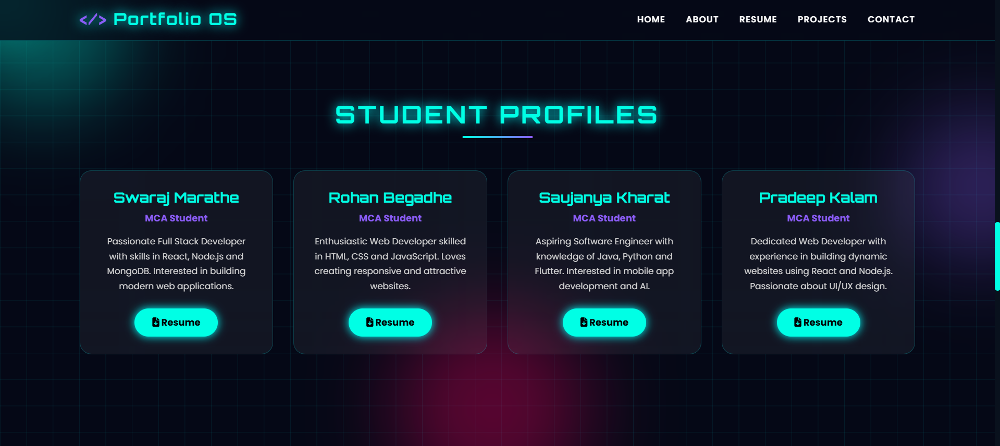 </> Portfolio OS
HOME ABOUT RESUME PROJECTS CONTACT
STUDENT PROFILES
Swaraj Marathe
MCA Student
Passionate Full Stack Developer
with skills in React, Node.js and
MongoDB. Interested in building
modern web applications.
Resume
Rohan Begadhe
MCA Student
Enthusiastic Web Developer skilled
in HTML, CSS and JavaScript. Loves
creating responsive and attractive
websites.
Resume
Saujanya Kharat
MCA Student
Aspiring Software Engineer with
knowledge of Java, Python and
Flutter. Interested in mobile app
development and AI.
Resume
Pradeep Kalam
MCA Student
Dedicated Web Developer with
experience in building dynamic
websites using React and Node.js.
Passionate about UI/UX design.
Resume